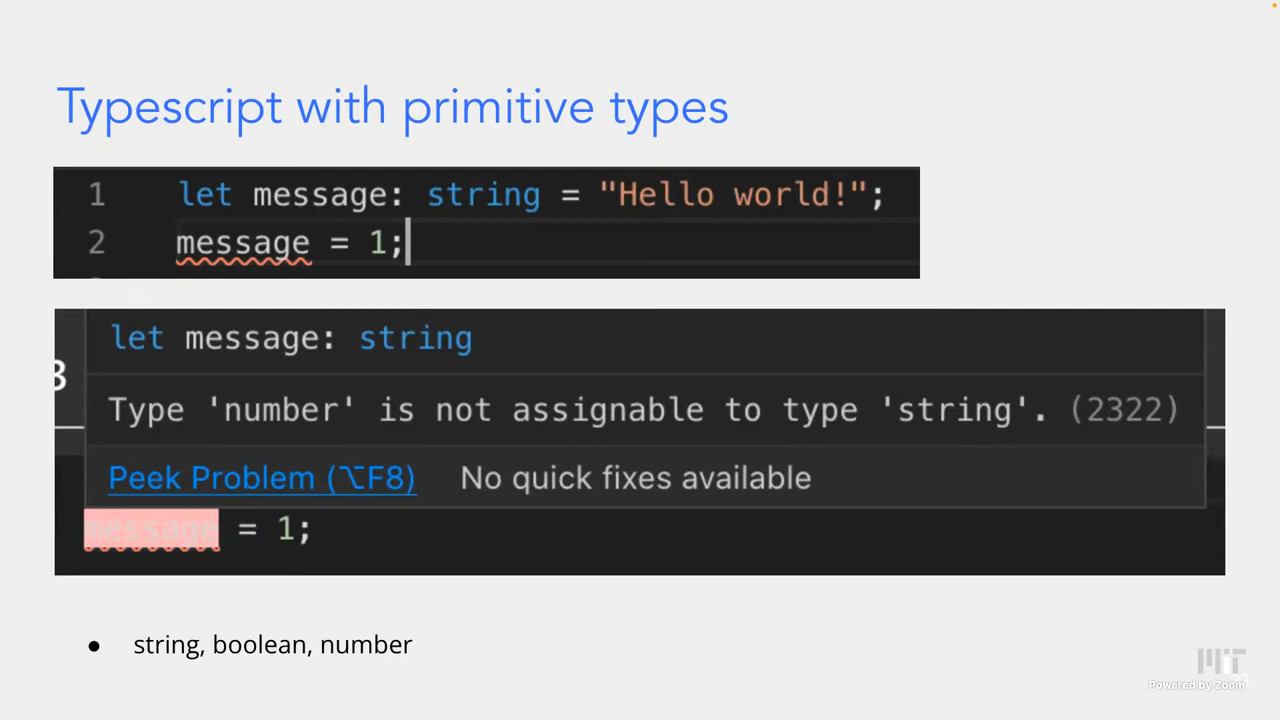 Typescript with primitive types
1 let message: string = "Hello world!";
2 message = 1;
let message: string
Type 'number' is not assignable to type 'string'. (2322)
Peek Problem (⌥F8) No quick fixes available
message = 1;
● string, boolean, number
MIT
Powered by Zoom